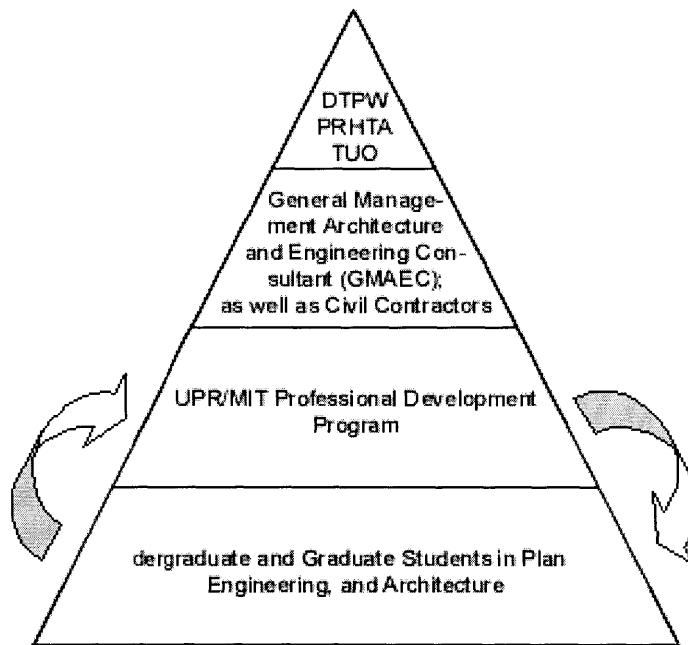 DTPW
PRHTA
TUO
General Manage-
ment Architecture
and Engineering Con-
sultant (GMAEC);
as well as Civil Contractors
UPR/MIT Professional Development
Program
dergraduate and Graduate Students in Plan
Engineering, and Architecture